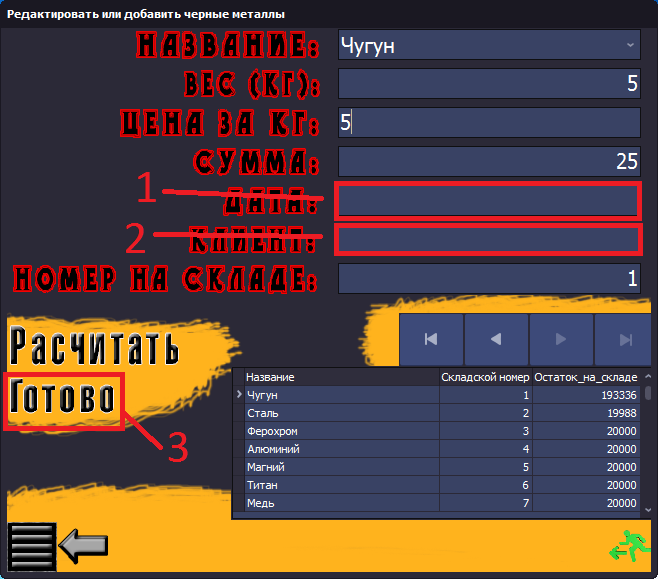 Редактировать или добавить черные металлы
НАЗВАНИЕ: Чугун
ВЕС (КГ): 5
ЦЕНА ЗА КГ: 5
СУММА: 25
1 ДАТА:
2 КЛИЕНТ:
НОМЕР НА СКЛАДЕ: 1
Расчитать
Готово
3
Название Складской номер Остаток_на_складе
Чугун 1 193336
Сталь 2 19988
Ферохром 3 20000
Алюминий 4 20000
Магний 5 20000
Титан 6 20000
Медь 7 20000